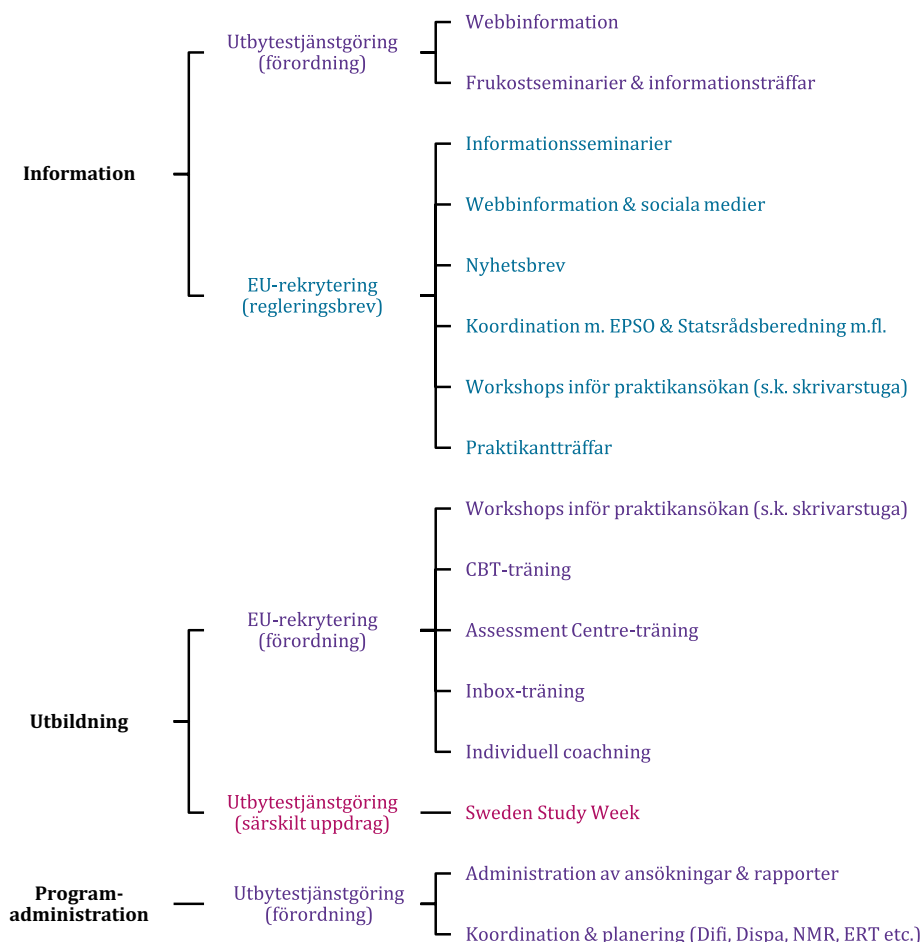 Information
Utbytestjänstgöring
(förordning)
Webbinformation
Frukostseminarier & informationsträffar
EU-rekrytering
(regleringsbrev)
Informationsseminarier
Webbinformation & sociala medier
Nyhetsbrev
Koordination m. EPSO & Statsrådsberedning m.fl.
Workshops inför praktikansökan (s.k. skrivarstuga)
Praktikantträffar
Utbildning
EU-rekrytering
(förordning)
Workshops inför praktikansökan (s.k. skrivarstuga)
CBT-träning
Assessment Centre-träning
Inbox-träning
Individuell coachning
Utbytestjänstgöring
(särskilt uppdrag)
Sweden Study Week
Program-
administration
Utbytestjänstgöring
(förordning)
Administration av ansökningar & rapporter
Koordination & planering (Difi, Dispa, NMR, ERT etc.)